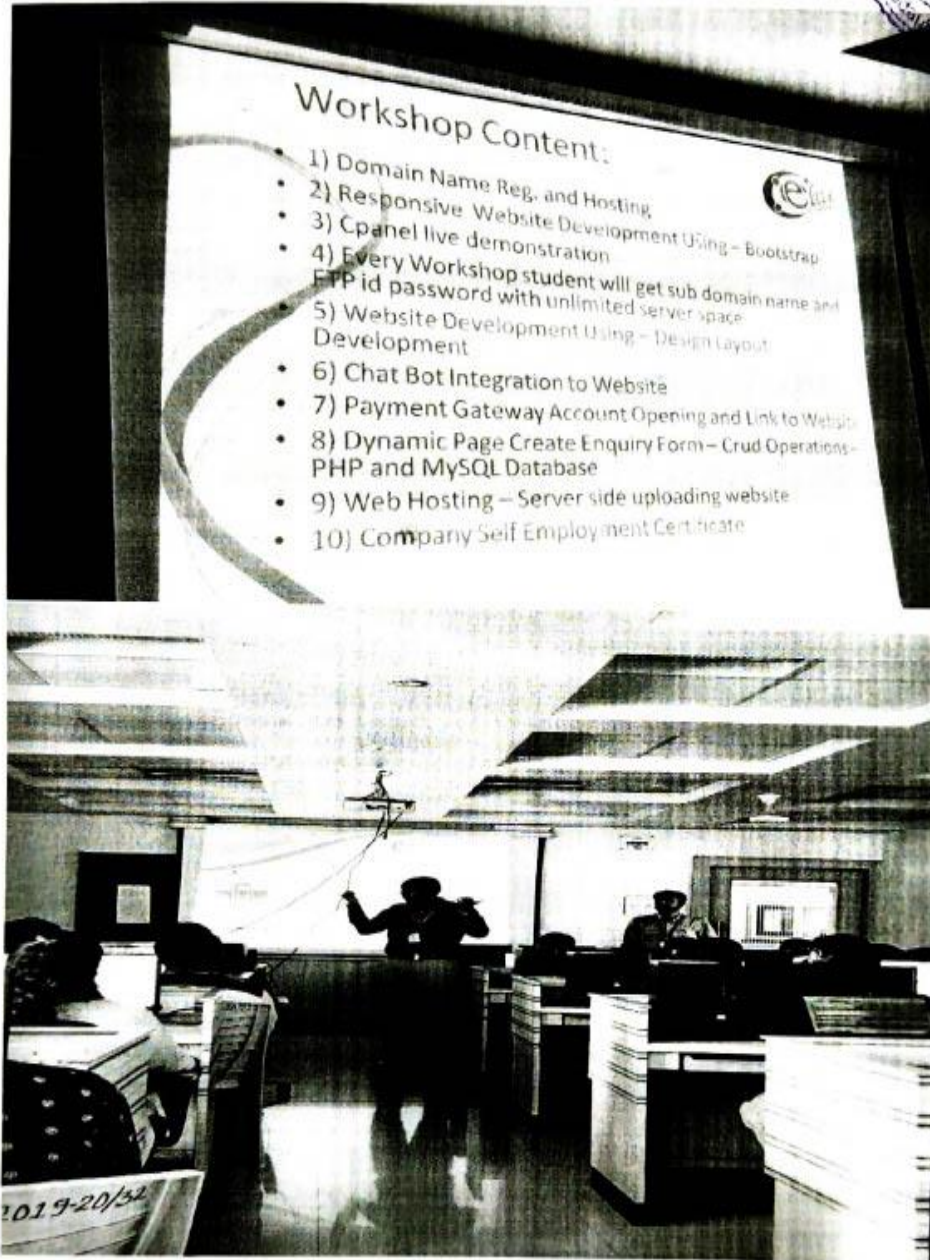 Workshop Content:
• 1) Domain Name Reg. and Hosting
• 2) Responsive Website Development Using – Bootstrap
• 3) Cpanel live demonstration
• 4) Every Workshop student will get sub domain name and
FTP id password with unlimited server space
• 5) Website Development Using – Design Layout
Development
• 6) Chat Bot Integration to Website
• 7) Payment Gateway Account Opening and Link to Website
• 8) Dynamic Page Create Enquiry Form – Crud Operations-
PHP and MySQL Database
• 9) Web Hosting – Server side uploading website
• 10) Company Self Employment Certificate
2019-20/32